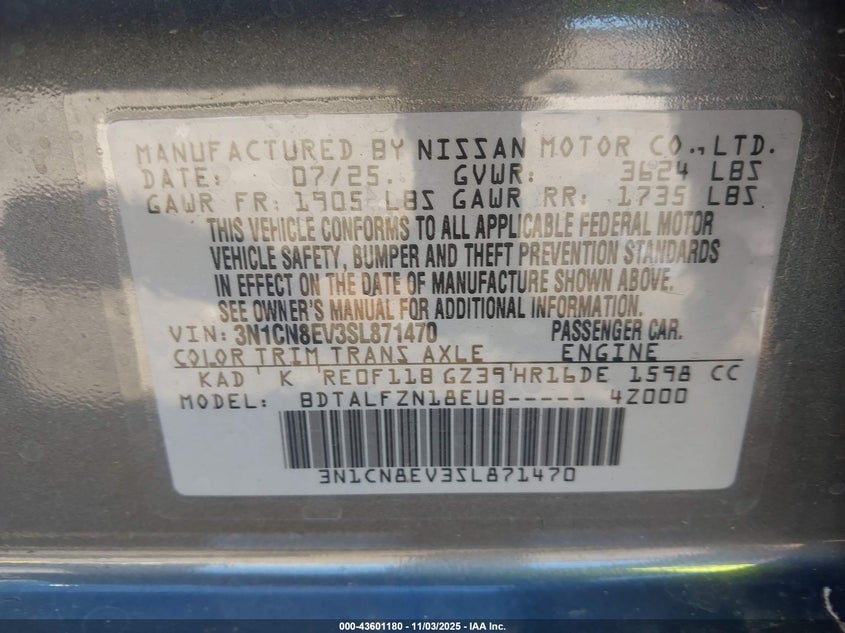 MANUFACTURED BY NISSAN MOTOR CO., LTD.
DATE: 07/25 GVWR: 3624 LBS
GAWR FR: 1905 LBS GAWR RR: 1735 LBS
THIS VEHICLE CONFORMS TO ALL APPLICABLE FEDERAL MOTOR
VEHICLE SAFETY, BUMPER AND THEFT PREVENTION STANDARDS
IN EFFECT ON THE DATE OF MANUFACTURE SHOWN ABOVE.
SEE OWNER'S MANUAL FOR ADDITIONAL INFORMATION.
VIN: 3N1CN8EV3SL871470 PASSENGER CAR.
COLOR TRIM TRANS AXLE ENGINE
KAD K RE0F11B GZ39 HR16DE 1598 CC
MODEL: BDTALFZN18EUB----- 4Z000
3N1CN8EV3SL871470
000-43601180 - 11/03/2025 - IAA Inc.